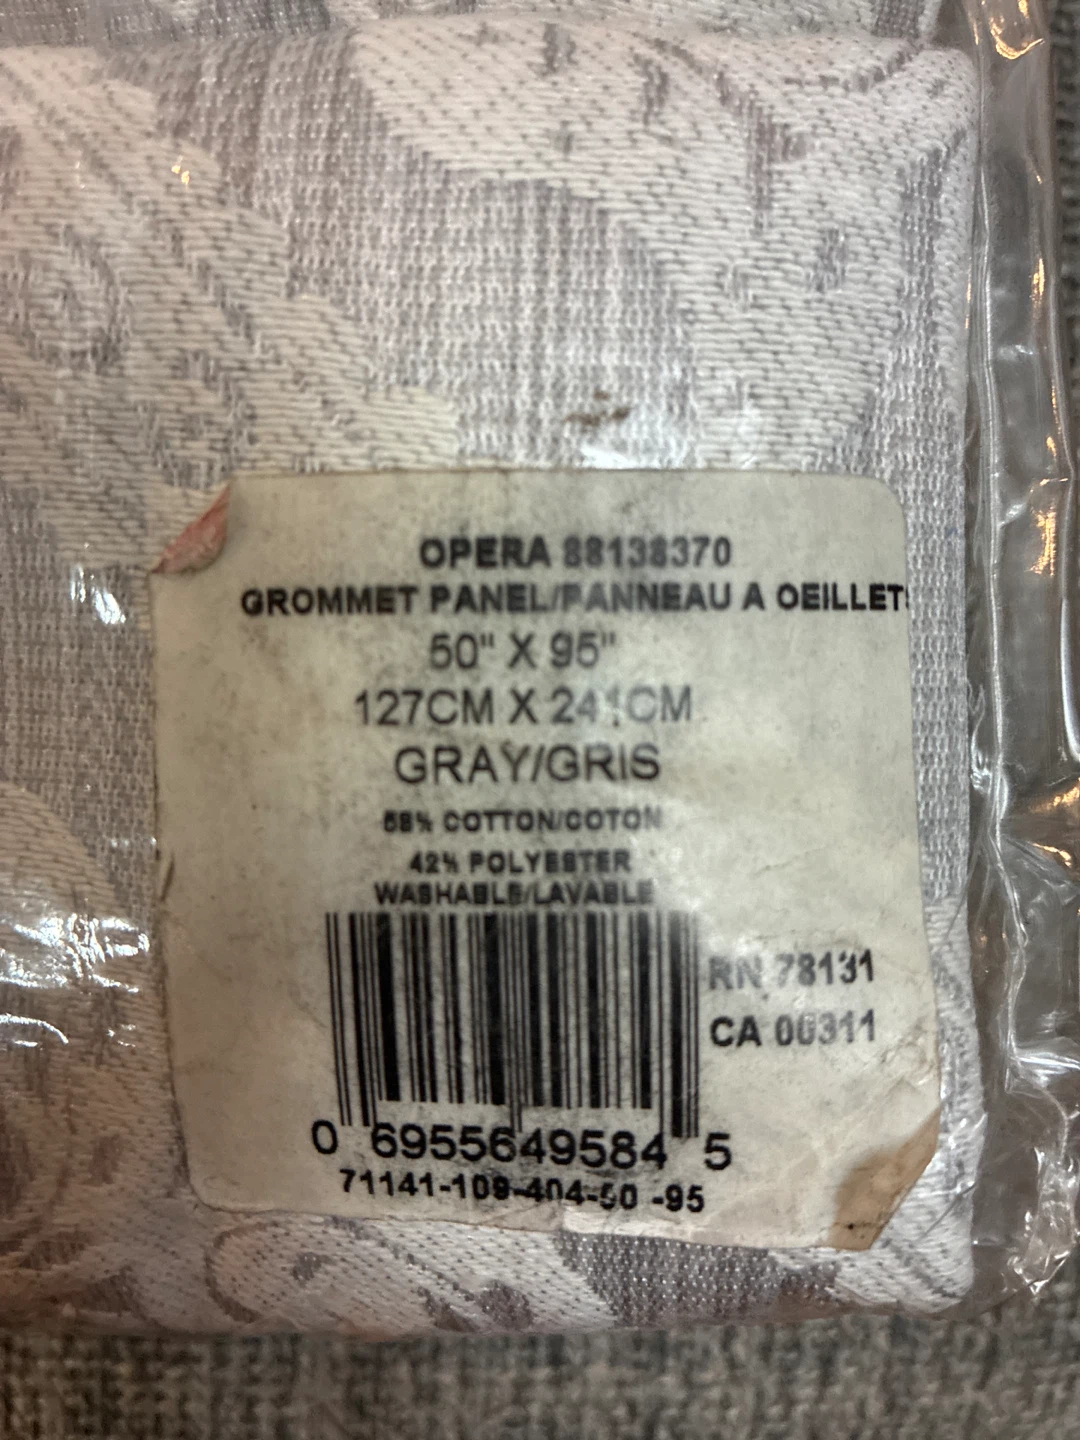 OPERA 88138370
GROMMET PANEL/PANNEAU A OEILLETS
50" X 95"
127CM X 241CM
GRAY/GRIS
58% COTTON/COTON
42% POLYESTER
WASHABLE/LAVABLE
RN 78131
CA 00311
0 6955649584 5
71141-109-404-50 -95